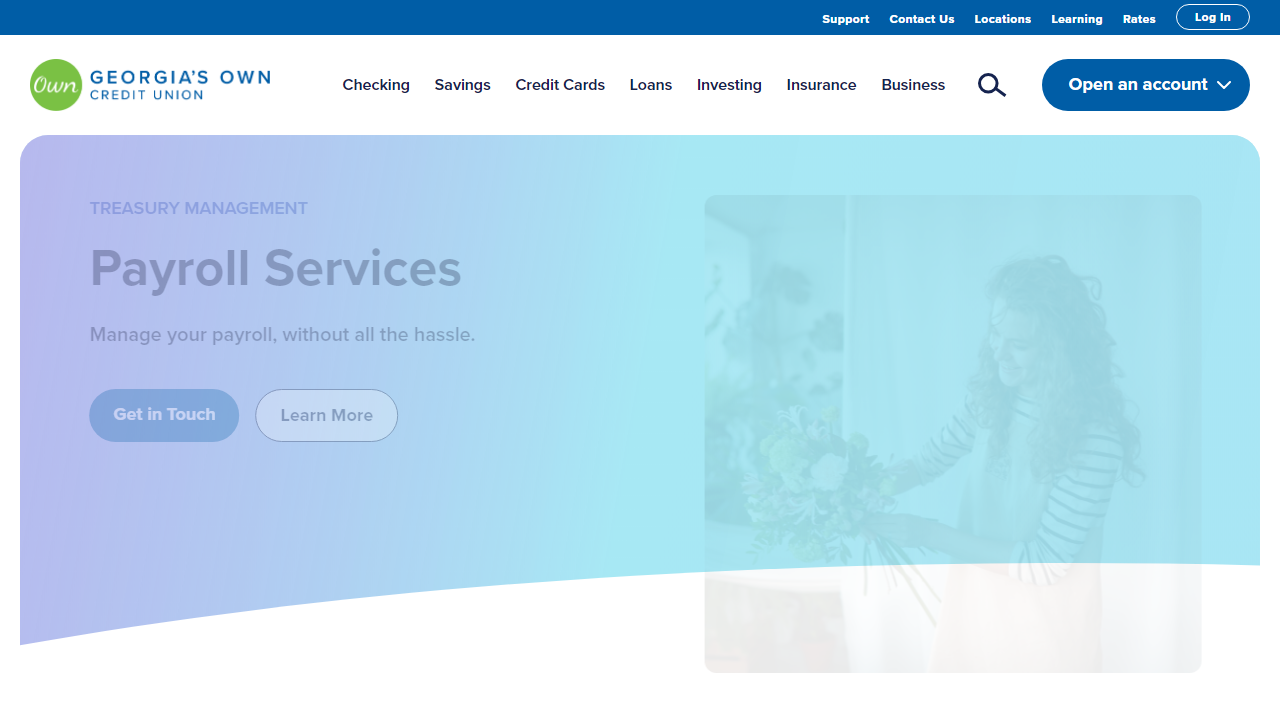 Support Contact Us Locations Learning Rates Log In
Own GEORGIA'S OWN
CREDIT UNION
Checking Savings Credit Cards Loans Investing Insurance Business Open an account
TREASURY MANAGEMENT
Payroll Services
Manage your payroll, without all the hassle.
Get in Touch Learn More